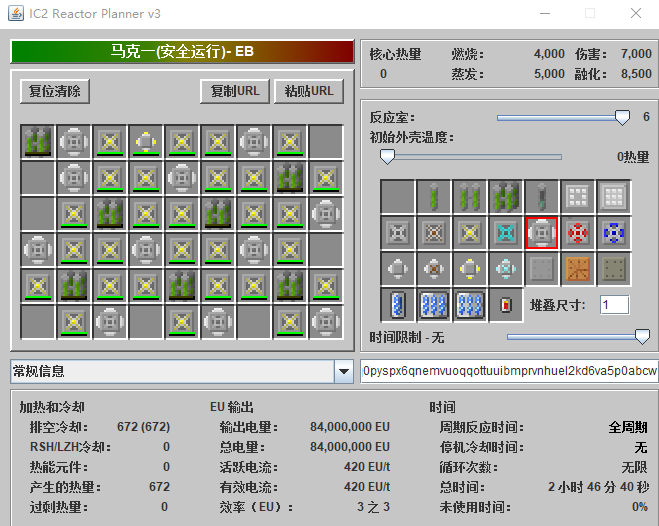 IC2 Reactor Planner v3
马克一(安全运行)- EB
核心热量 燃烧: 4,000 伤害: 7,000
0 蒸发: 5,000 融化: 8,500
复位清除 复制URL 粘贴URL
反应室: 6
初始外壳温度:
0热量
堆叠尺寸: 1
时间限制 - 无
常规信息 0pyspx6qnemvuoqqottuuibmprvnhuel2kd6va5p0abcw
加热和冷却 EU 输出 时间
排空冷却: 672 (672) 输出电量: 84,000,000 EU 周期反应时间: 全周期
RSH/LZH冷却: 0 总电量: 84,000,000 EU 停机冷却时间: 无
热能元件: 0 活跃电流: 420 EU/t 循环次数: 无限
产生的热量: 672 有效电流: 420 EU/t 总时间: 2 小时 46 分 40 秒
过剩热量: 0 效率（EU）: 3 之 3 未使用时间: 0%